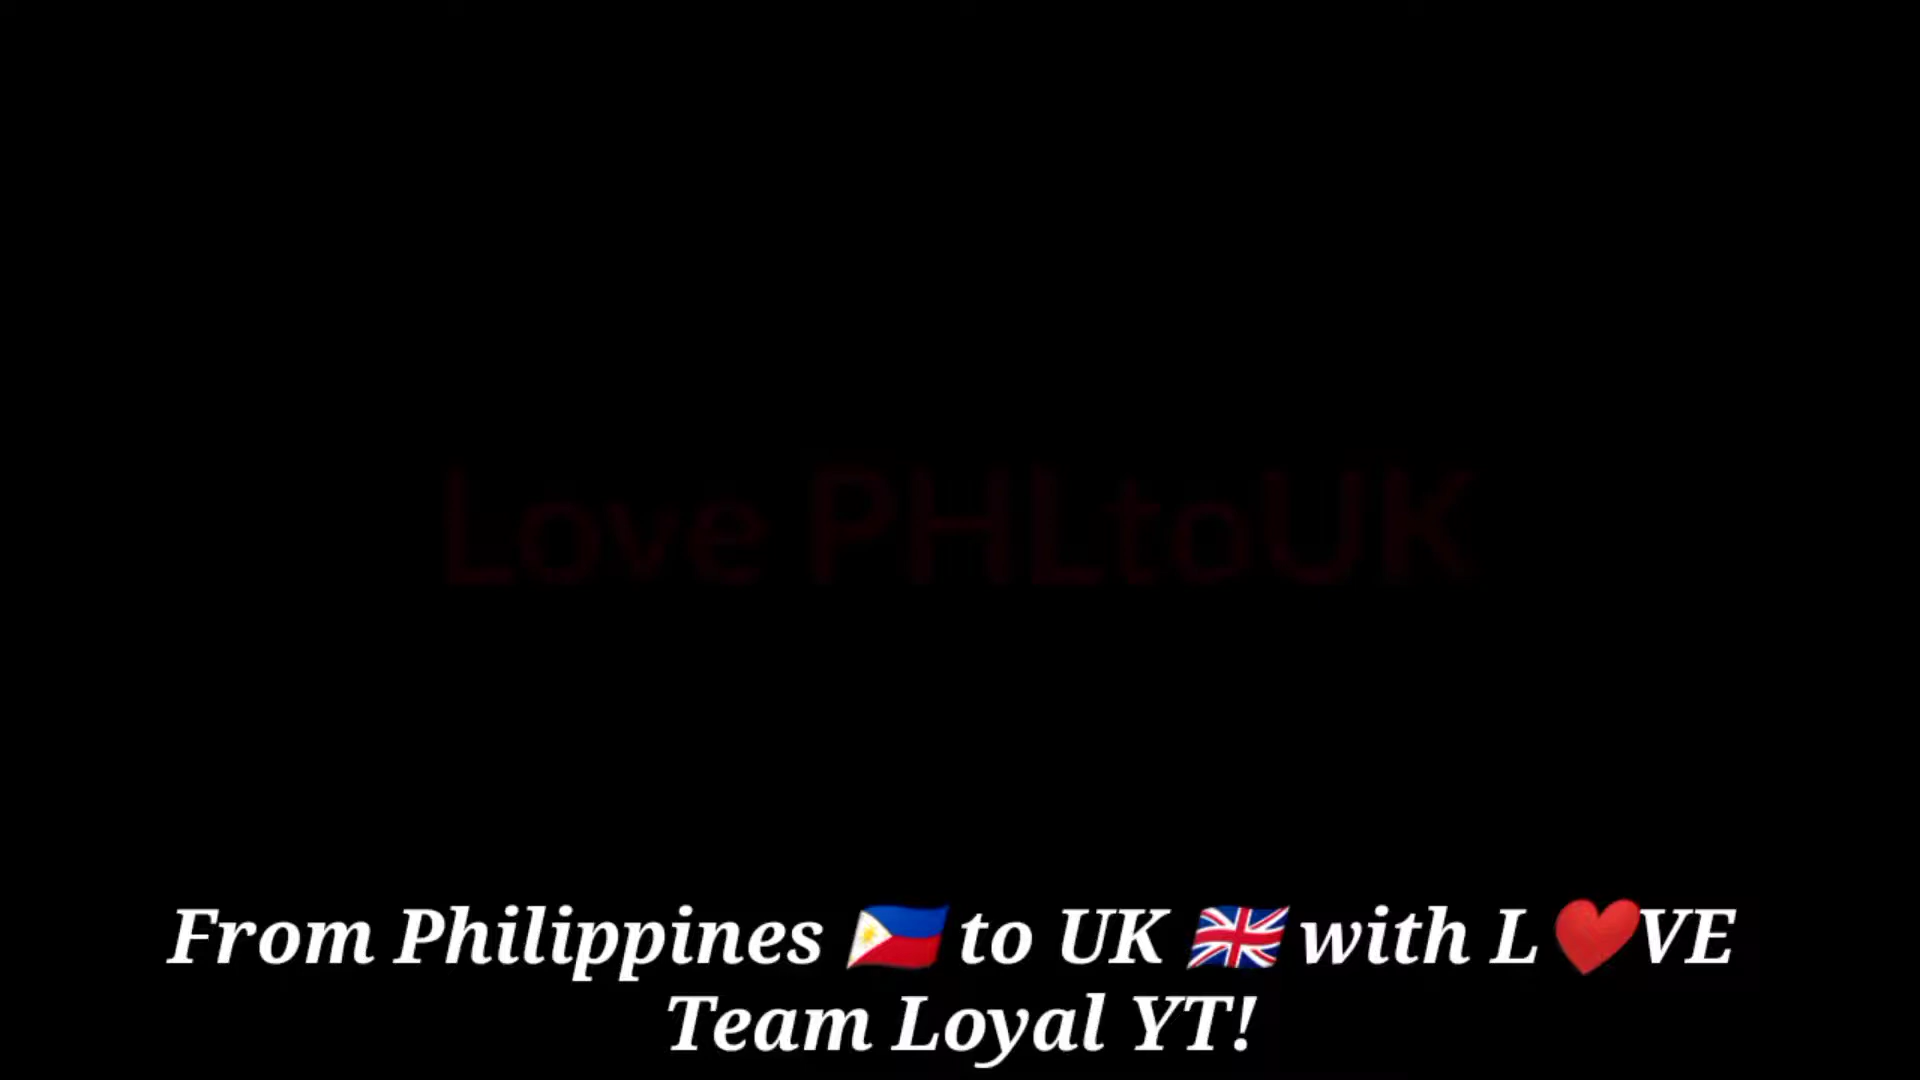 Love PHLtoUK
From Philippines 🇵🇭 to UK 🇬🇧 with L❤️VE
Team Loyal YT!